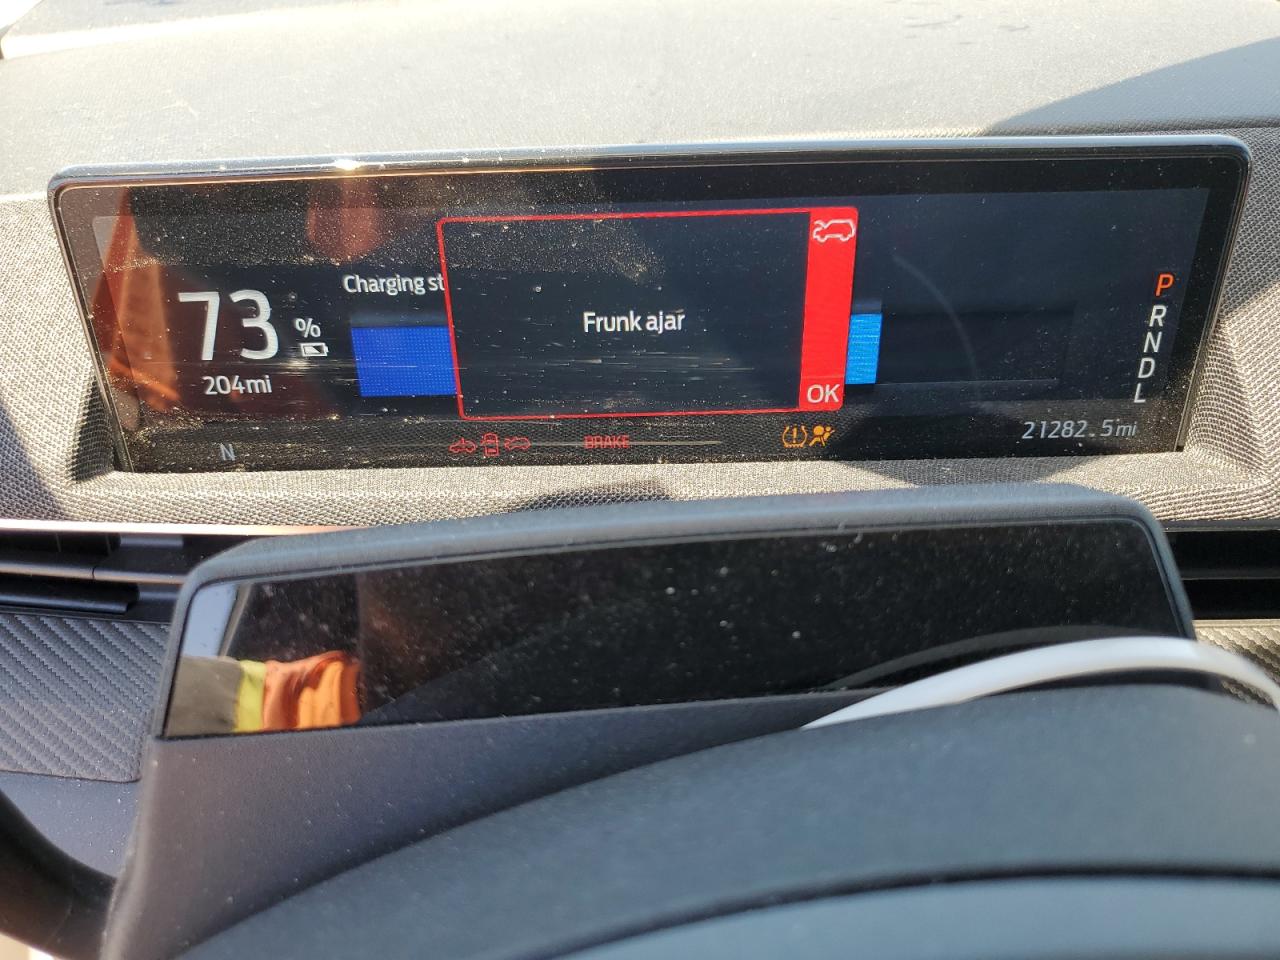 73 %
204mi
Charging st
Frunk ajar
OK
P
R
N
D
L
N
BRAKE
21282.5mi